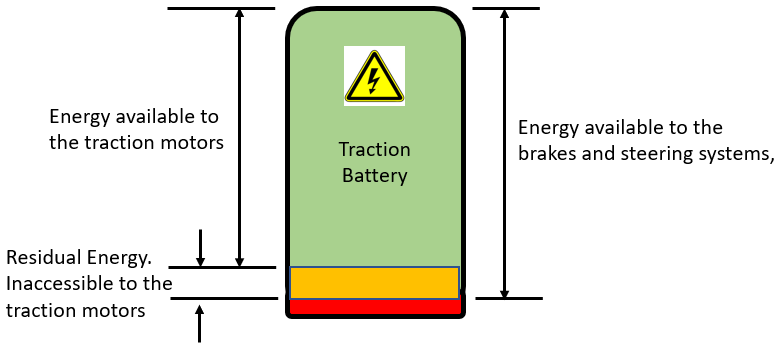 Energy available to
the traction motors
Traction
Battery
Energy available to the
brakes and steering systems,
Residual Energy.
Inaccessible to the
traction motors